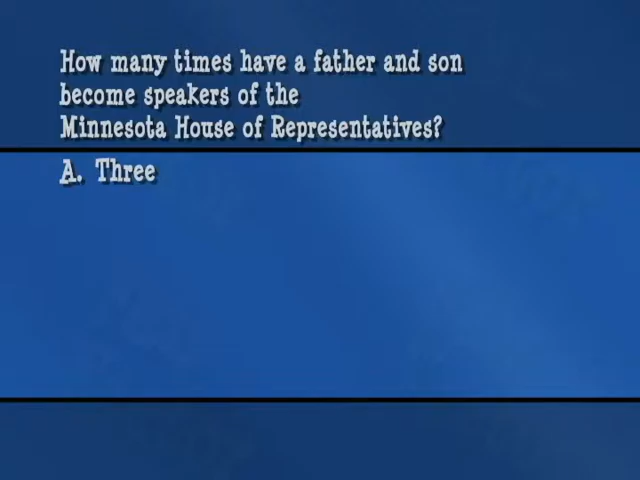 How many times have a father and son
become speakers of the
Minnesota House of Representatives?
A. Three